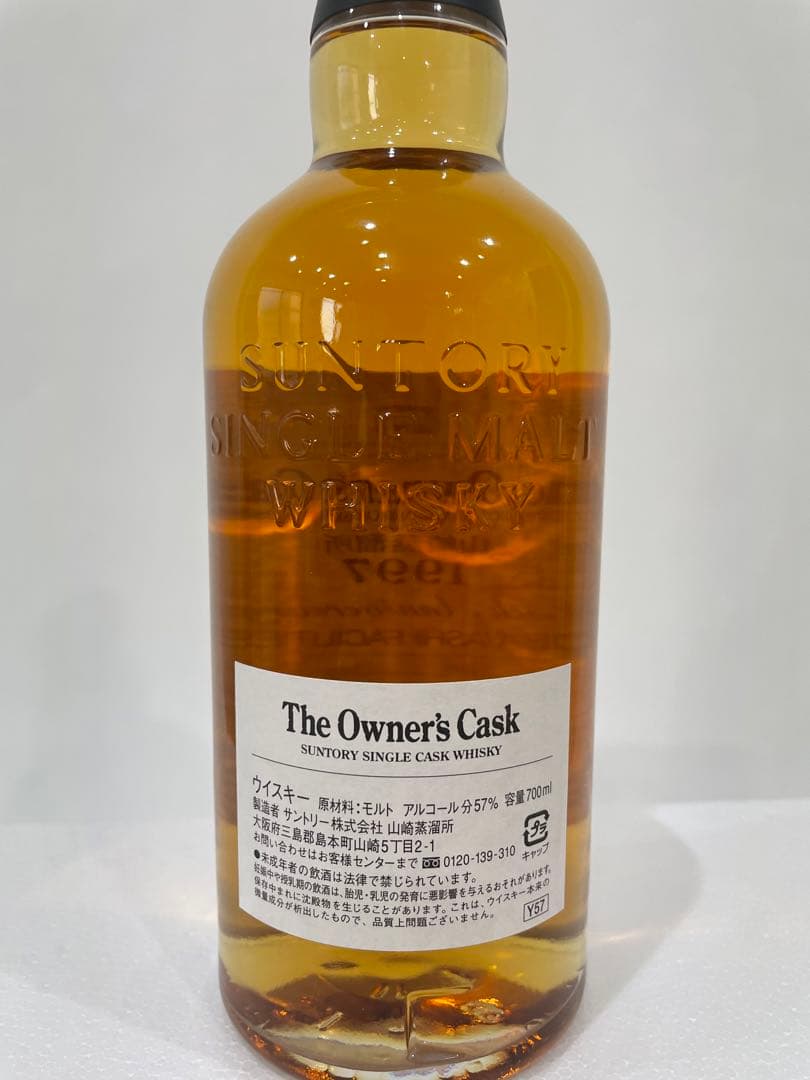 SUNTORY
SINGLE MALT
WHISKY
1997
The Owner's Cask
SUNTORY SINGLE CASK WHISKY
ウイスキー 原材料:モルト アルコール分57% 容量700ml
製造者 サントリー株式会社 山崎蒸溜所
大阪府三島郡島本町山崎5丁目2-1
お問い合わせはお客様センターまで 0120-139-310
プラ
キャップ
●未成年者の飲酒は法律で禁じられています。
妊娠中や授乳期の飲酒は、胎児・乳児の発育に悪影響を与えるおそれがあります。
保存中まれに沈殿物を生じることがあります。これは、ウイスキー本来の
微量成分が析出したもので、品質上問題ございません。
Y57